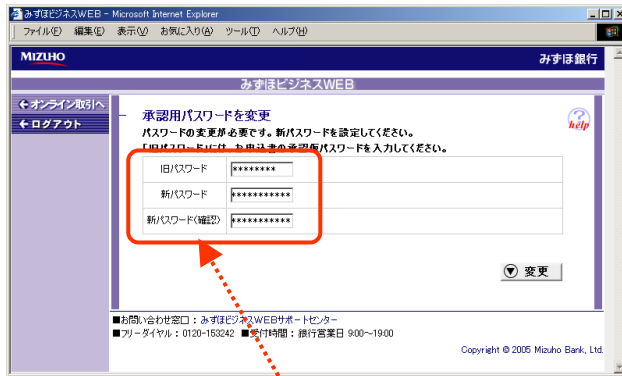 みずほビジネスWEB - Microsoft Internet Explorer
ファイル(F) 編集(E) 表示(V) お気に入り(A) ツール(T) ヘルプ(H)
MIZUHO みずほ銀行
みずほビジネスWEB
←オンライン取引へ
←ログアウト
承認用パスワードを変更
help
パスワードの変更が必要です。新パスワードを設定してください。
「旧パスワード」には、お申込書の承認仮パスワードを入力してください。
旧パスワード ********
新パスワード ***********
新パスワード(確認) ***********
変更
■お問い合わせ窓口：みずほビジネスWEBサポートセンター
■フリーダイヤル：0120-153242 ■受付時間：銀行営業日 9:00～19:00
Copyright © 2005 Mizuho Bank, Ltd.